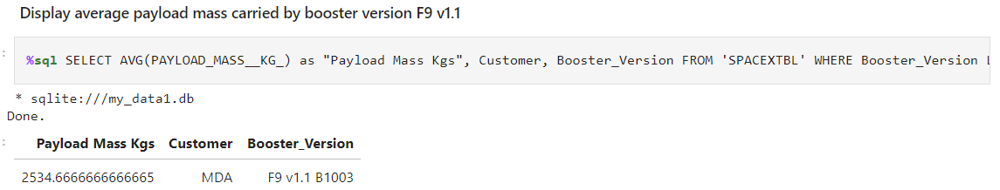 Display average payload mass carried by booster version F9 v1.1
: %sql SELECT AVG(PAYLOAD_MASS__KG_) as "Payload Mass Kgs", Customer, Booster_Version FROM 'SPACEXTBL' WHERE Booster_Version
* sqlite:///my_data1.db
Done.
: Payload Mass Kgs Customer Booster_Version
2534.6666666666665 MDA F9 v1.1 B1003